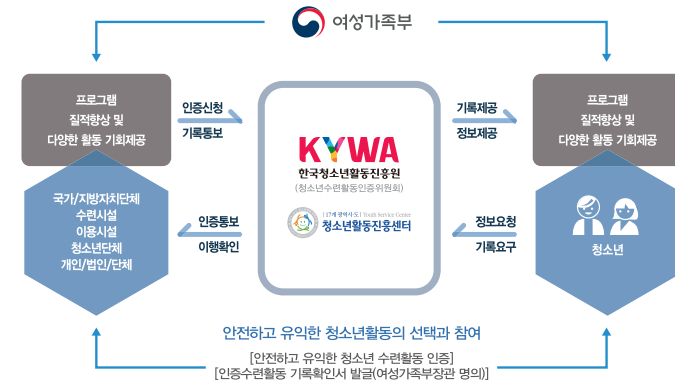 여성가족부
프로그램
질적향상 및
다양한 활동 기회제공
국가/지방자치단체
수련시설
이용시설
청소년단체
개인/법인/단체
인증신청
기록통보
인증통보
이행확인
KYWA
한국청소년활동진흥원
(청소년수련활동인증위원회)
| 17개 광역시·도 | Youth Service Center
청소년활동진흥센터
기록제공
정보제공
정보요청
기록요구
프로그램
질적향상 및
다양한 활동 기회제공
청소년
안전하고 유익한 청소년활동의 선택과 참여
[안전하고 유익한 청소년 수련활동 인증]
[인증수련활동 기록확인서 발급(여성가족부장관 명의)]